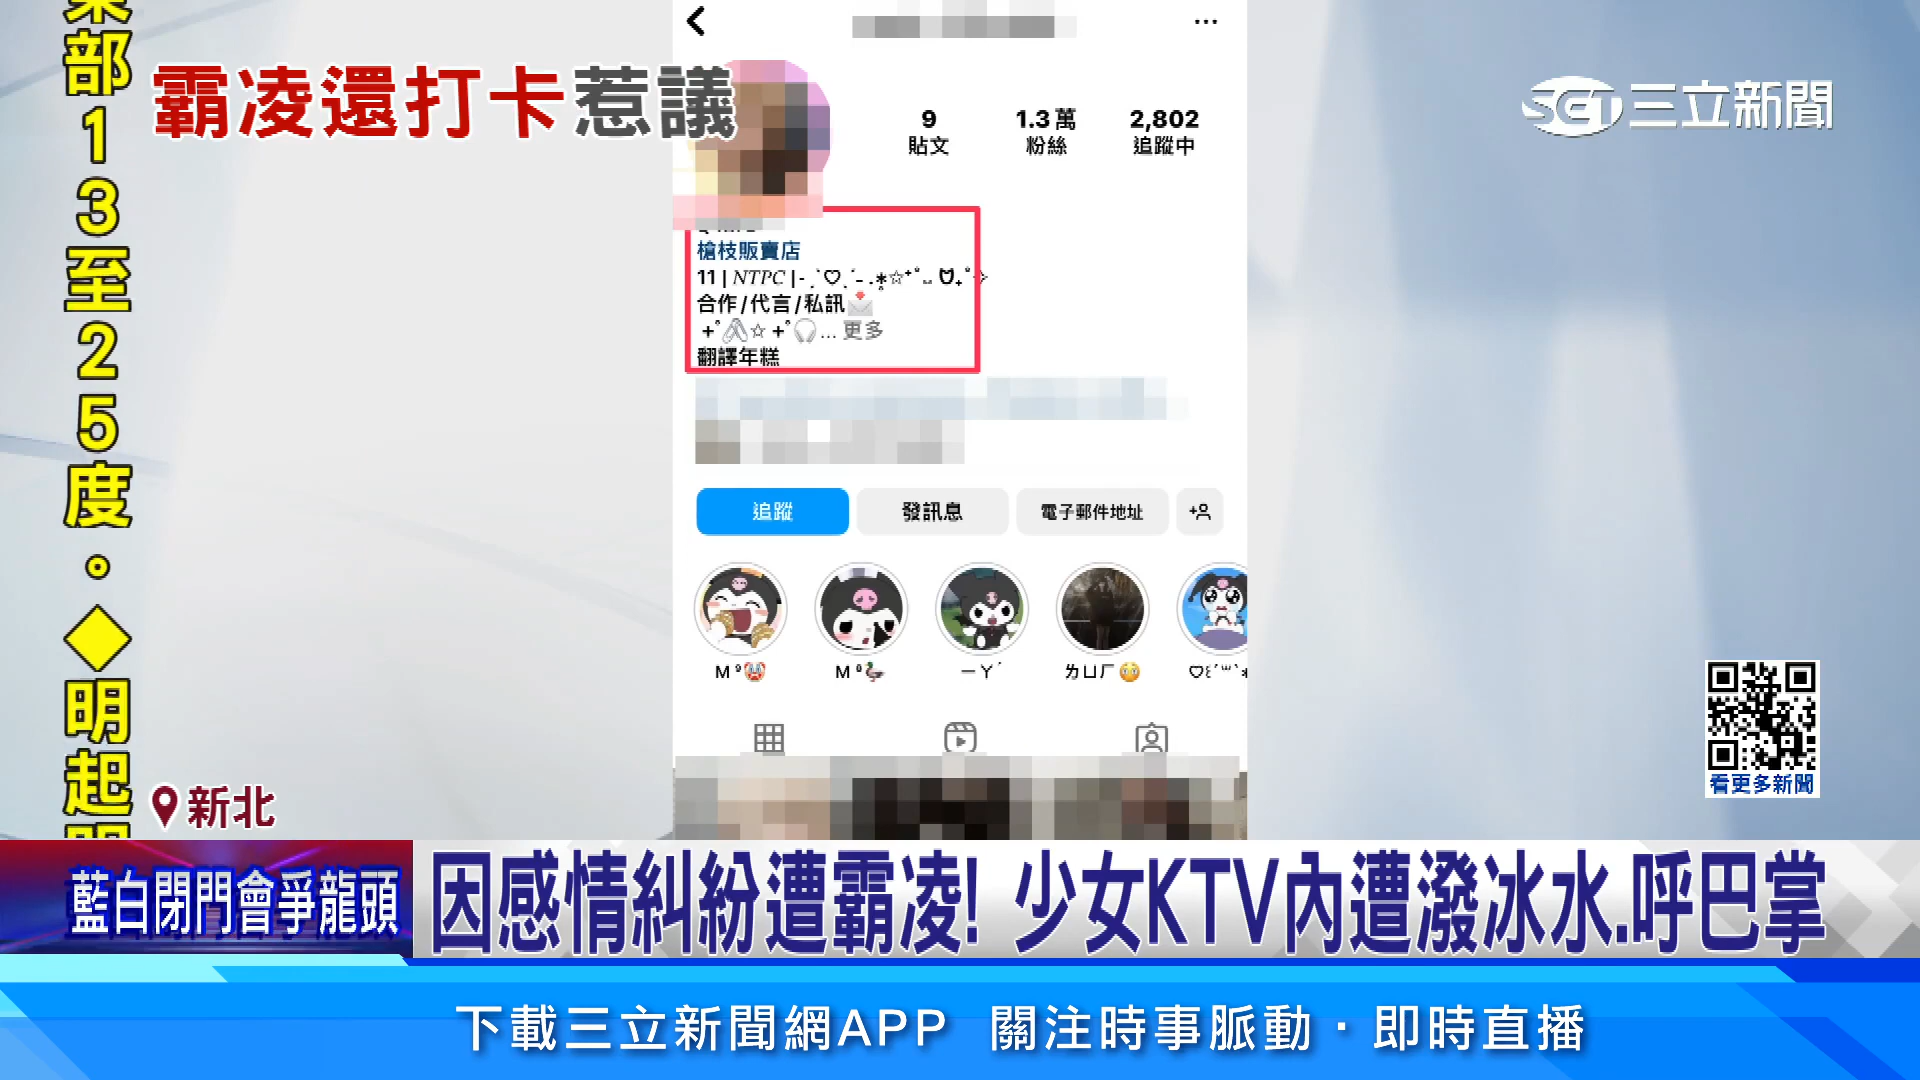 東部13至25度。◆明起
霸凌還打卡惹議
SET三立新聞
9
貼文
1.3萬
粉絲
2,802
追蹤中
槍枝販賣店
11 | NTPC |
合作/代言/私訊
... 更多
翻譯年糕
追蹤
發訊息
電子郵件地址
M
M
ㄧㄚˊ
ㄌㄩㄏ
看更多新聞
新北
藍白閉門會爭龍頭
因感情糾紛遭霸凌! 少女KTV內遭潑冰水.呼巴掌
下載三立新聞網APP 關注時事脈動·即時直播